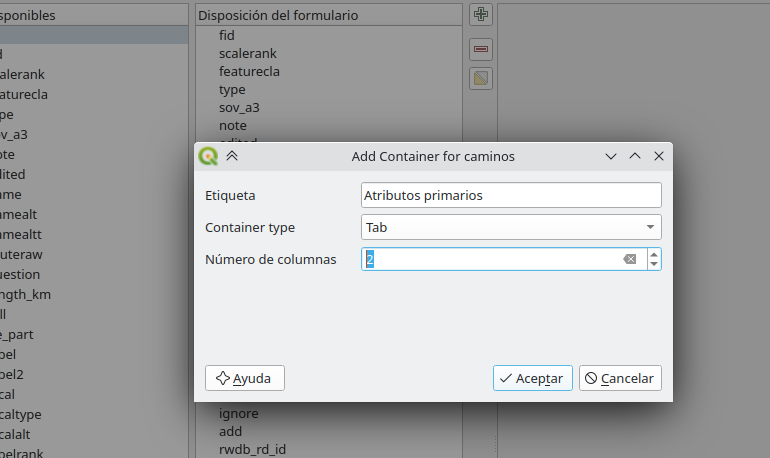 sponibles
Disposición del formulario
fid
scalerank
featurecla
type
sov_a3
note
d
alerank
aturecla
pe
v_a3
ote
dited
ame
amealt
amealtt
uteraw
uestion
ngth_km
ll
e_part
bel
bel2
cal
caltype
calalt
belrank
Add Container for caminos
Etiqueta
Atributos primarios
Container type
Tab
Número de columnas
2
Ayuda
Aceptar
Cancelar
ignore
add
rwdb_rd_id